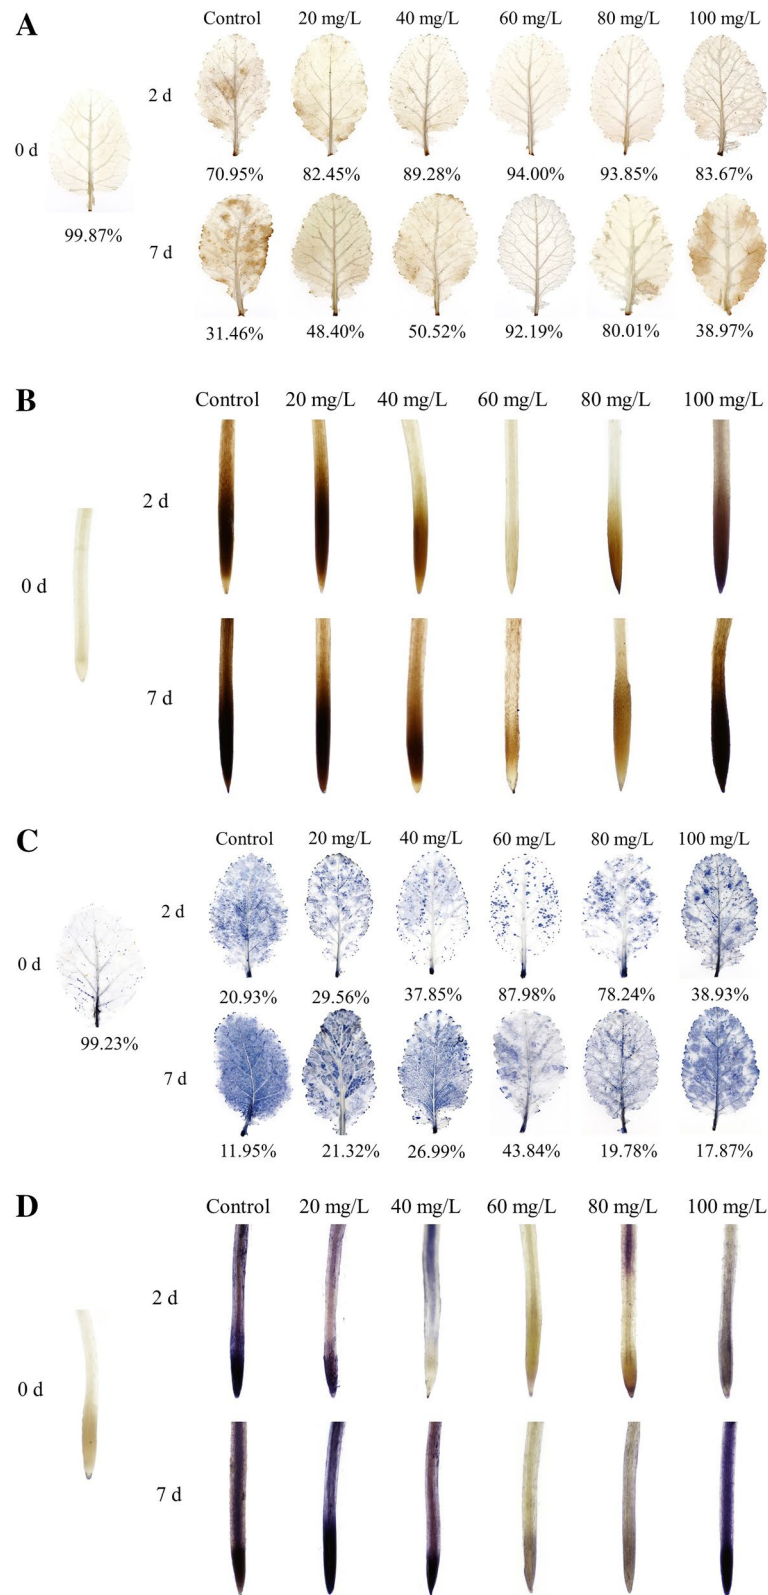 A
Control 20 mg/L 40 mg/L 60 mg/L 80 mg/L 100 mg/L
2 d
0 d
70.95% 82.45% 89.28% 94.00% 93.85% 83.67%
99.87%
7 d
31.46% 48.40% 50.52% 92.19% 80.01% 38.97%
B
Control 20 mg/L 40 mg/L 60 mg/L 80 mg/L 100 mg/L
2 d
0 d
7 d
C
Control 20 mg/L 40 mg/L 60 mg/L 80 mg/L 100 mg/L
2 d
0 d
20.93% 29.56% 37.85% 87.98% 78.24% 38.93%
99.23%
7 d
11.95% 21.32% 26.99% 43.84% 19.78% 17.87%
D
Control 20 mg/L 40 mg/L 60 mg/L 80 mg/L 100 mg/L
2 d
0 d
7 d